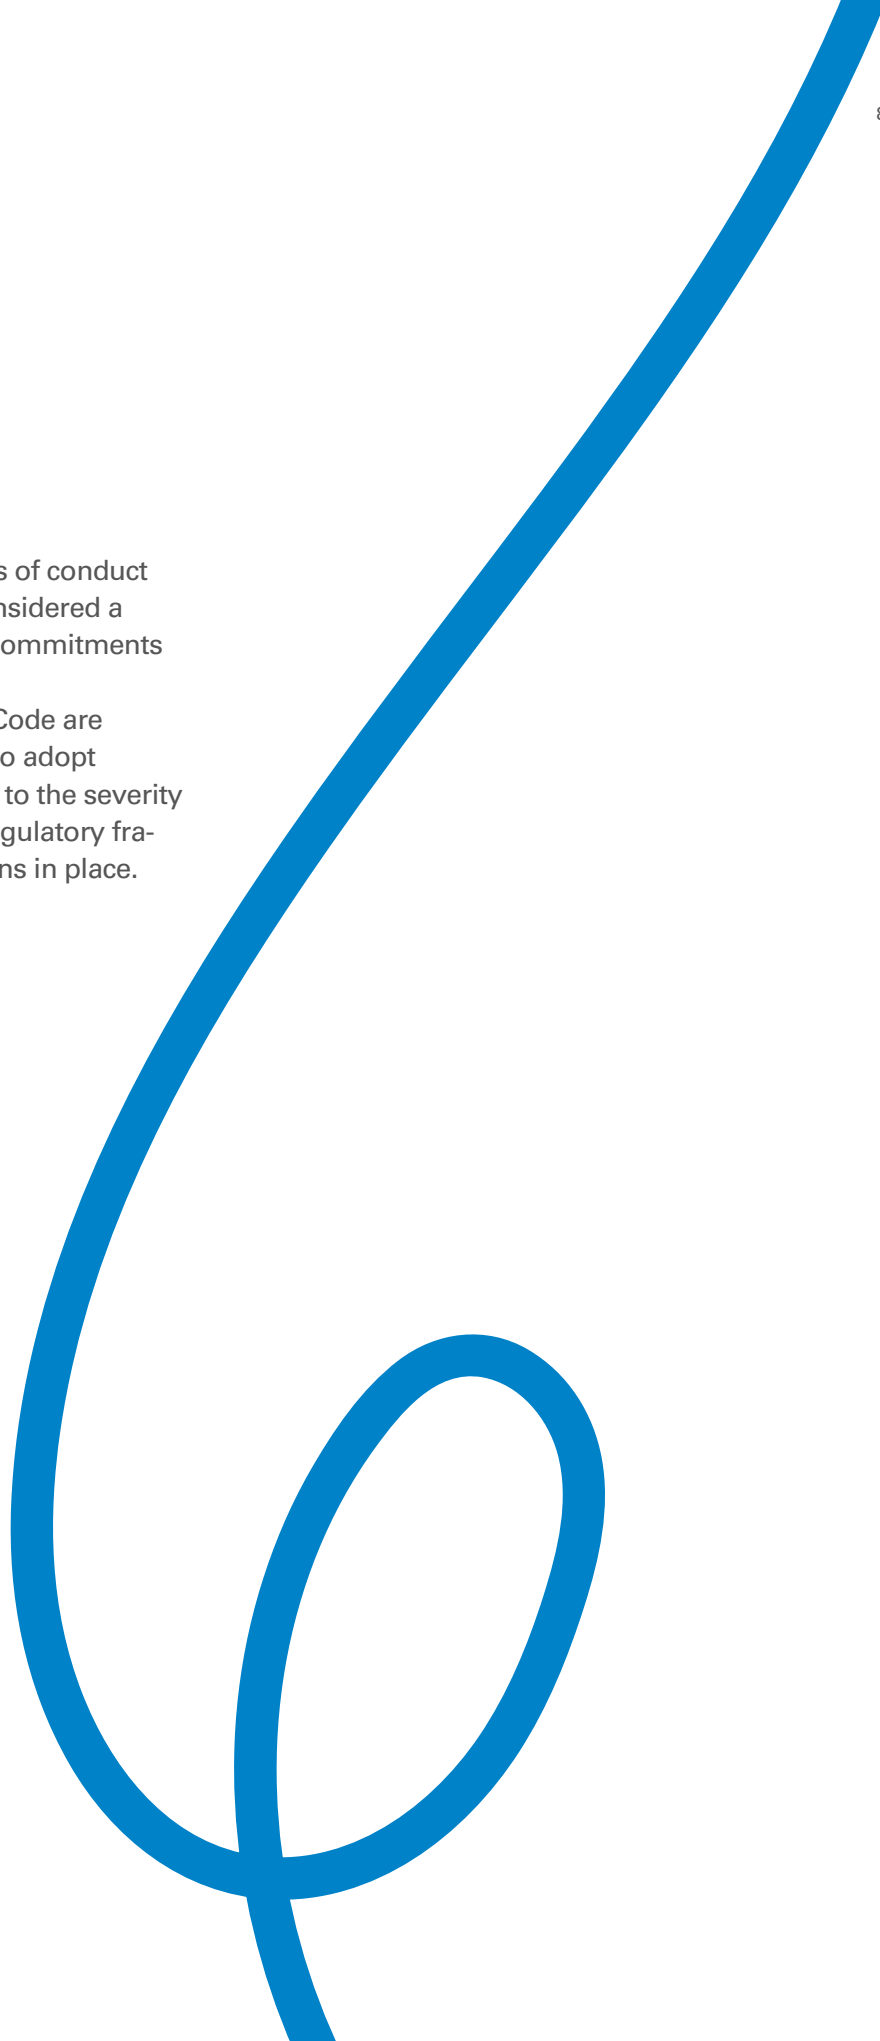 s of conduct
nsidered a
ommitments
Code are
o adopt
to the severity
gulatory fra-
ns in place.